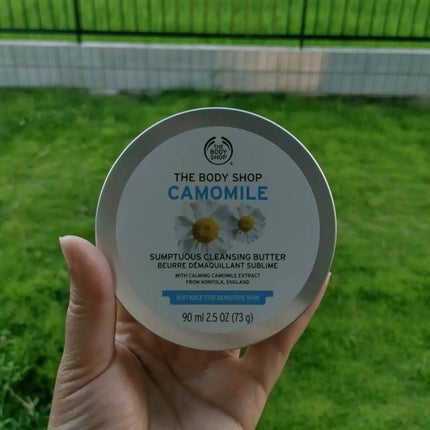 THE
BODY
SHOP
®
THE BODY SHOP
CAMOMILE
SUMPTUOUS CLEANSING BUTTER
BEURRE DÉMAQUILLANT SUBLIME
WITH CALMING CAMOMILE EXTRACT
FROM NORFOLK, ENGLAND
SUITABLE FOR SENSITIVE SKIN
90 ml 2.5 OZ (73 g)